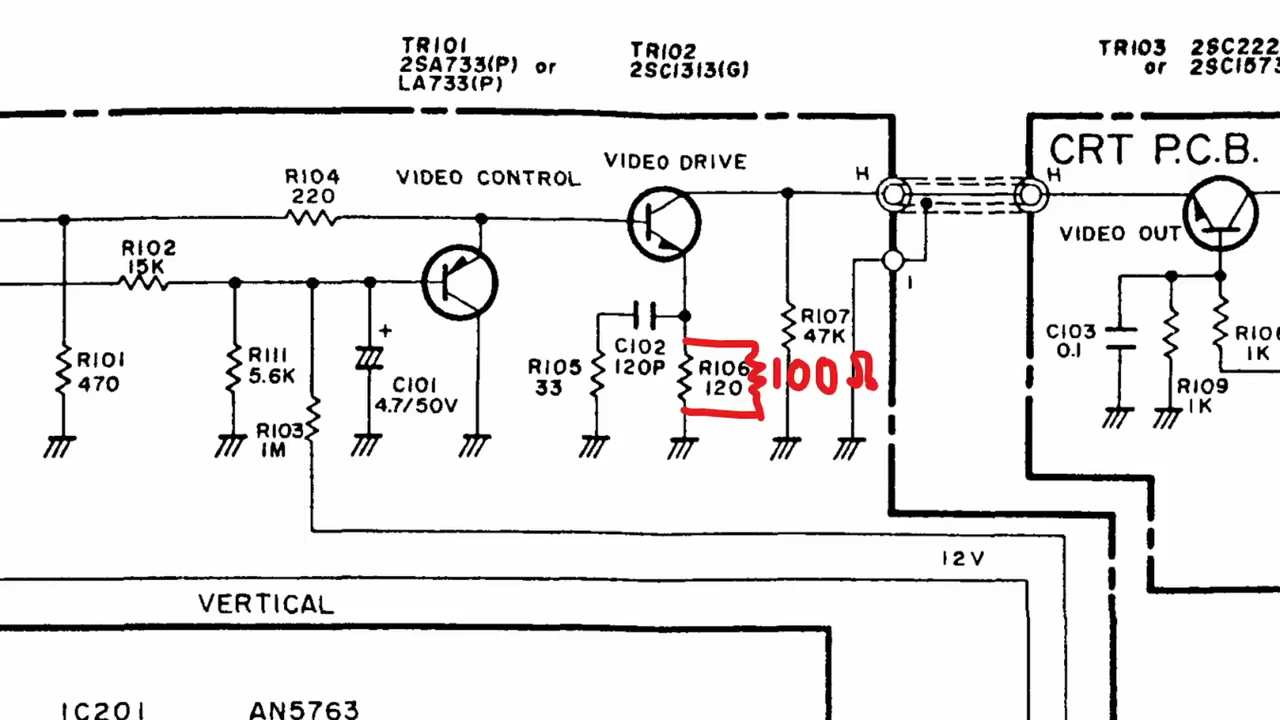 TR101
2SA733(P) or
LA733(P)
TR102
2SC1313(G)
TR103 2SC222
or 2SC1573
CRT P.C.B.
VIDEO DRIVE
VIDEO CONTROL
H
H
R104
220
R102
15K
VIDEO OUT
I
+
R101
470
R111
5.6K
C101
4.7/50V
R103
1M
R105
33
C102
120P
R106
120
100Ω
R107
47K
C103
0.1
R109
1K
1K
12V
VERTICAL
IC201 AN5763